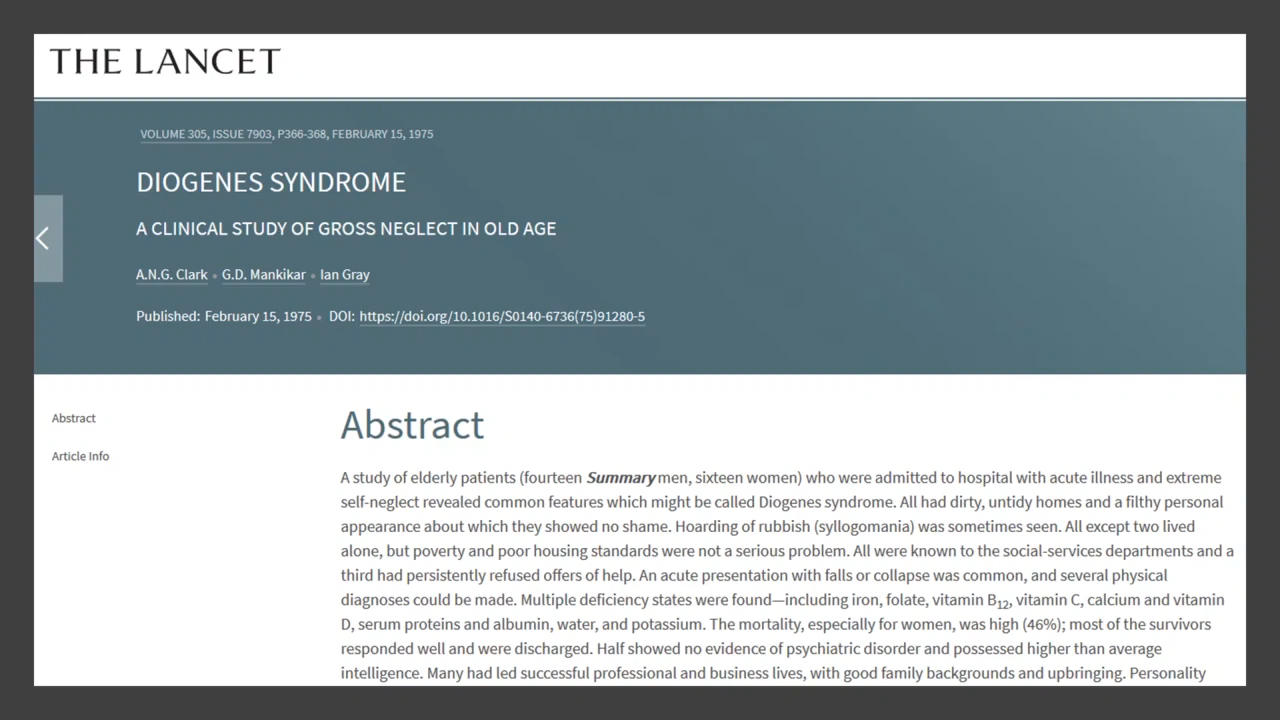 THE LANCET
VOLUME 305, ISSUE 7903, P366-368, FEBRUARY 15, 1975
DIOGENES SYNDROME
A CLINICAL STUDY OF GROSS NEGLECT IN OLD AGE
A.N.G. Clark • G.D. Mankikar • Ian Gray
Published: February 15, 1975 • DOI: https://doi.org/10.1016/S0140-6736(75)91280-5
Abstract
Article Info
Abstract
A study of elderly patients (fourteen Summary men, sixteen women) who were admitted to hospital with acute illness and extreme
self-neglect revealed common features which might be called Diogenes syndrome. All had dirty, untidy homes and a filthy personal
appearance about which they showed no shame. Hoarding of rubbish (syllogomania) was sometimes seen. All except two lived
alone, but poverty and poor housing standards were not a serious problem. All were known to the social-services departments and a
third had persistently refused offers of help. An acute presentation with falls or collapse was common, and several physical
diagnoses could be made. Multiple deficiency states were found—including iron, folate, vitamin B12, vitamin C, calcium and vitamin
D, serum proteins and albumin, water, and potassium. The mortality, especially for women, was high (46%); most of the survivors
responded well and were discharged. Half showed no evidence of psychiatric disorder and possessed higher than average
intelligence. Many had led successful professional and business lives, with good family backgrounds and upbringing. Personality